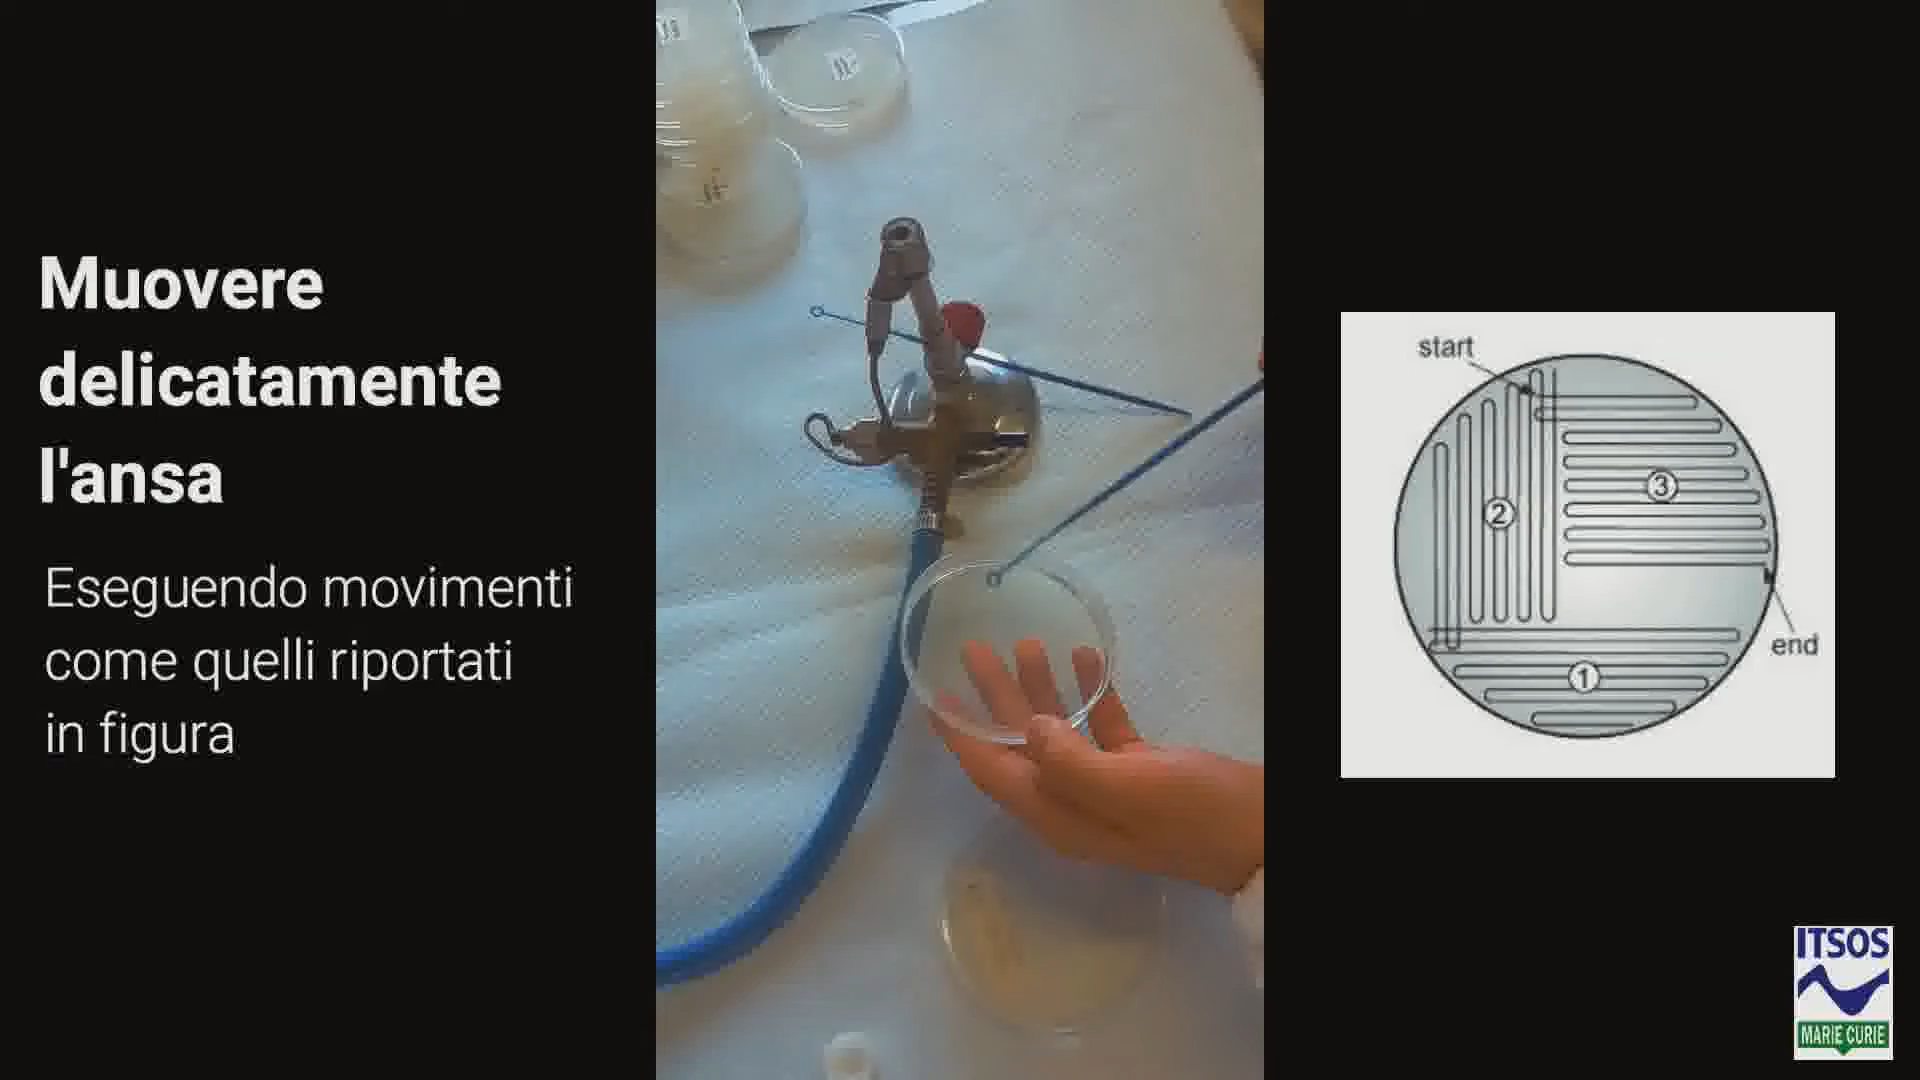 Muovere
delicatamente
l'ansa
Eseguendo movimenti
come quelli riportati
in figura
start
2
3
1
end
ITSOS
MARIE CURIE